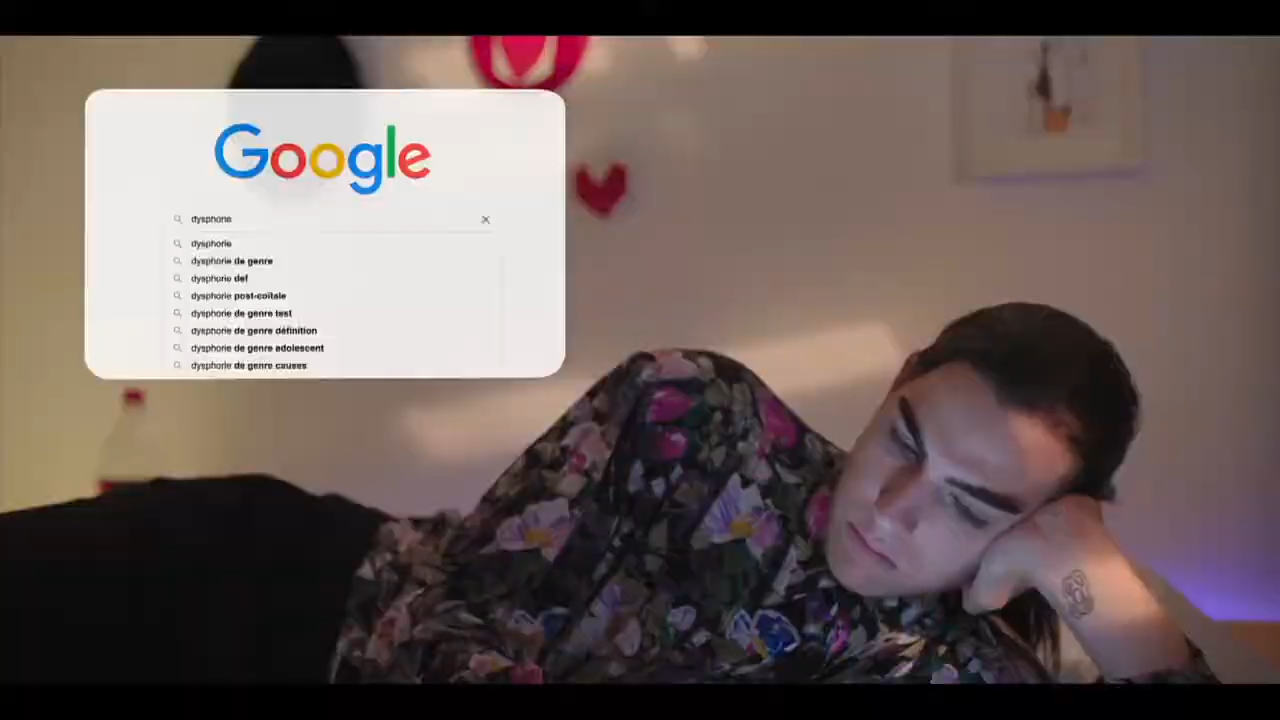 Google
dysphorie
dysphorie
dysphorie de genre
dysphorie def
dysphorie post-coïtale
dysphorie de genre test
dysphorie de genre définition
dysphorie de genre adolescent
dysphorie de genre causes